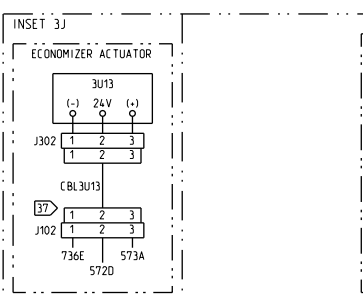 INSET 3J
ECONOMIZER ACTUATOR
3U13
(-) 24V (+)
J302 1 2 3
1 2 3
CBL3U13
37
1 2 3
J102 1 2 3
736E 573A
572D